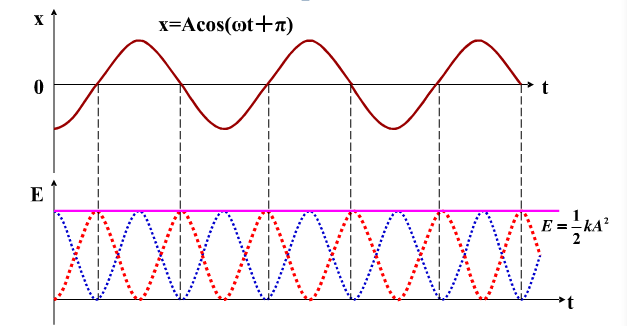 x
x=Acos(ωt+π)
0
t
E
E = 1/2 kA²
t